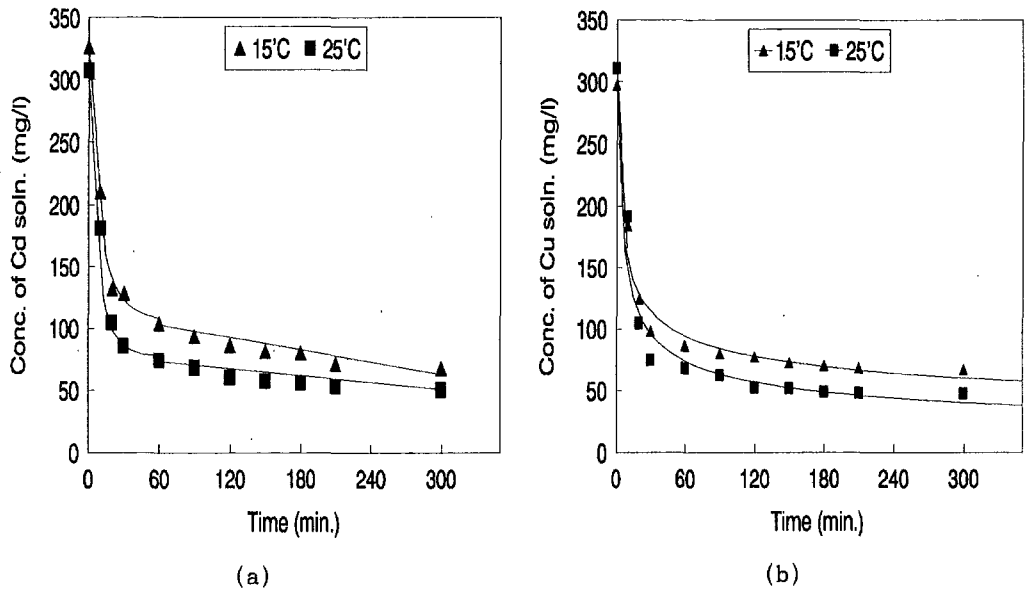 350
300
250
200
150
100
50
0
Conc. of Cd soln. (mg/l)
15'C 25'C
0 60 120 180 240 300
Time (min.)
(a)
350
300
250
200
150
100
50
0
Conc. of Cu soln. (mg/l)
15'C 25'C
0 60 120 180 240 300
Time (min.)
(b)